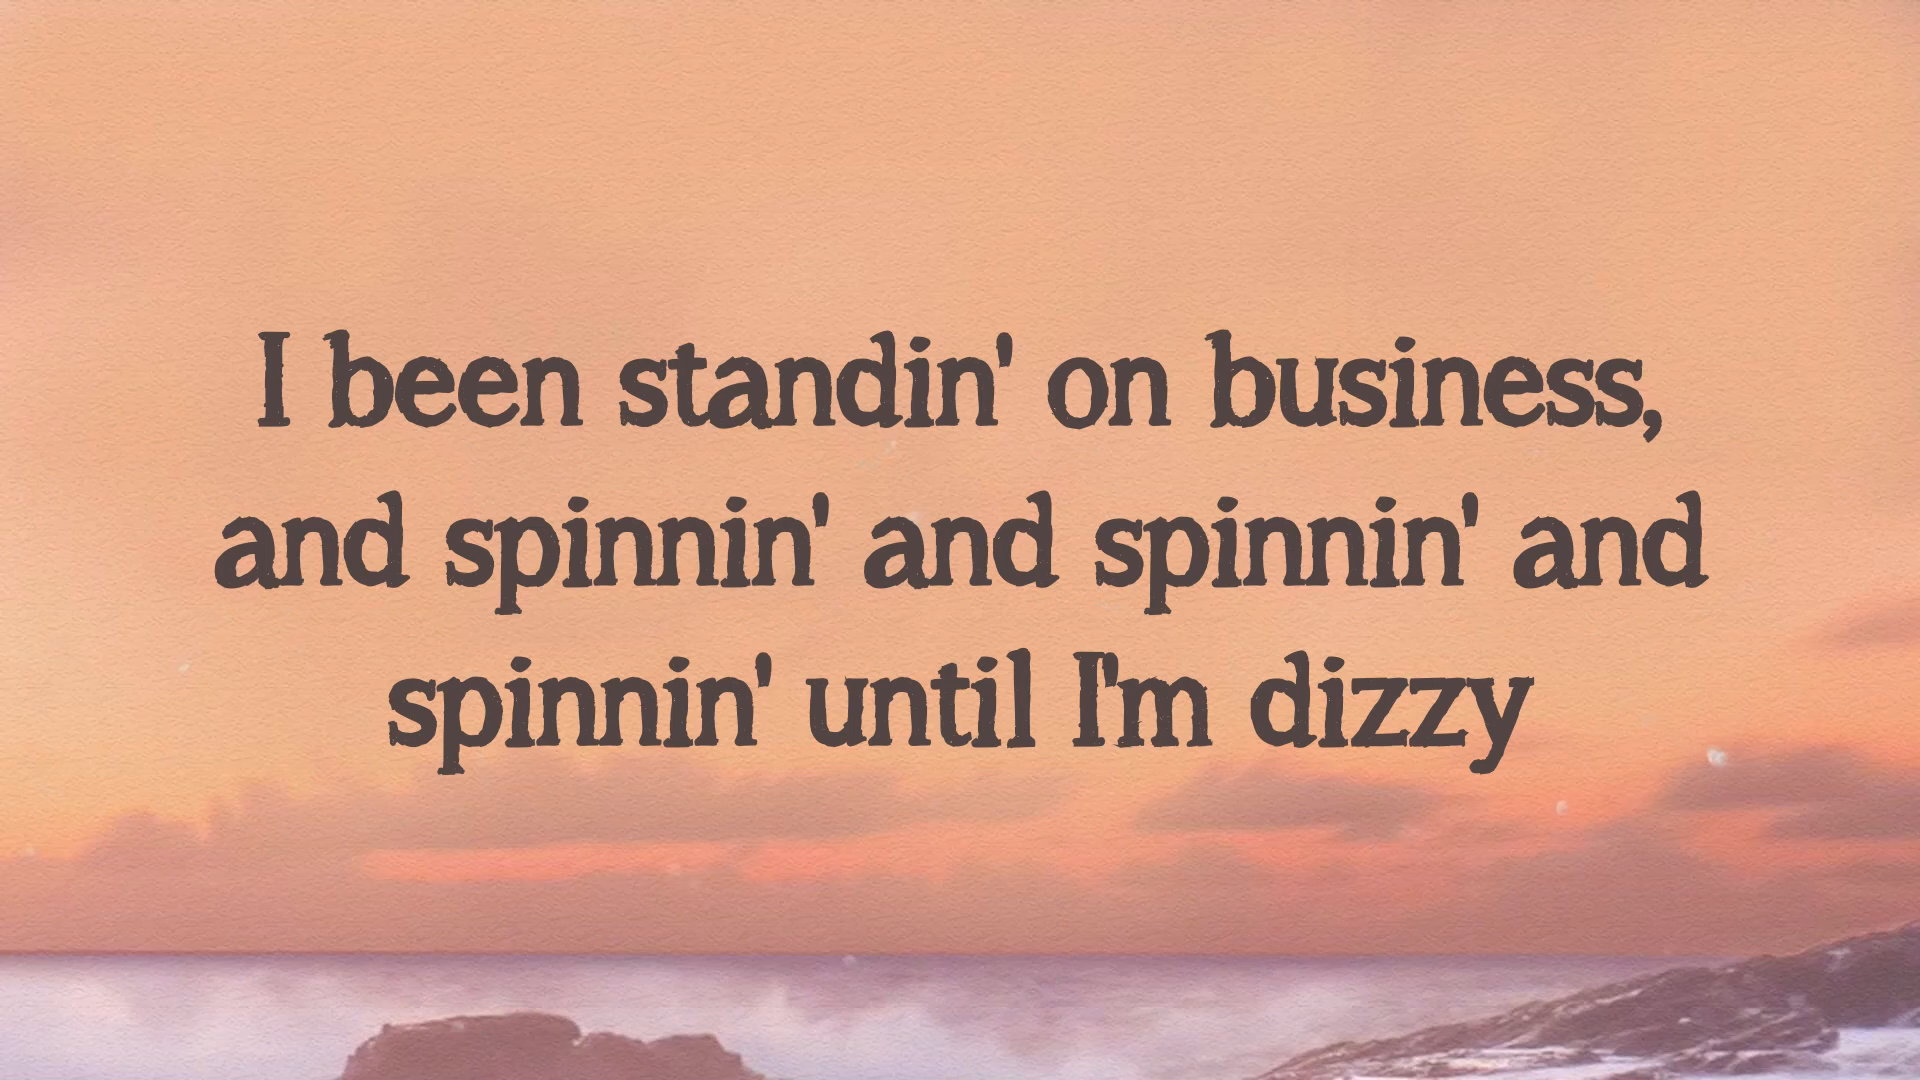 I been standin' on business,
and spinnin' and spinnin' and
spinnin' until I'm dizzy